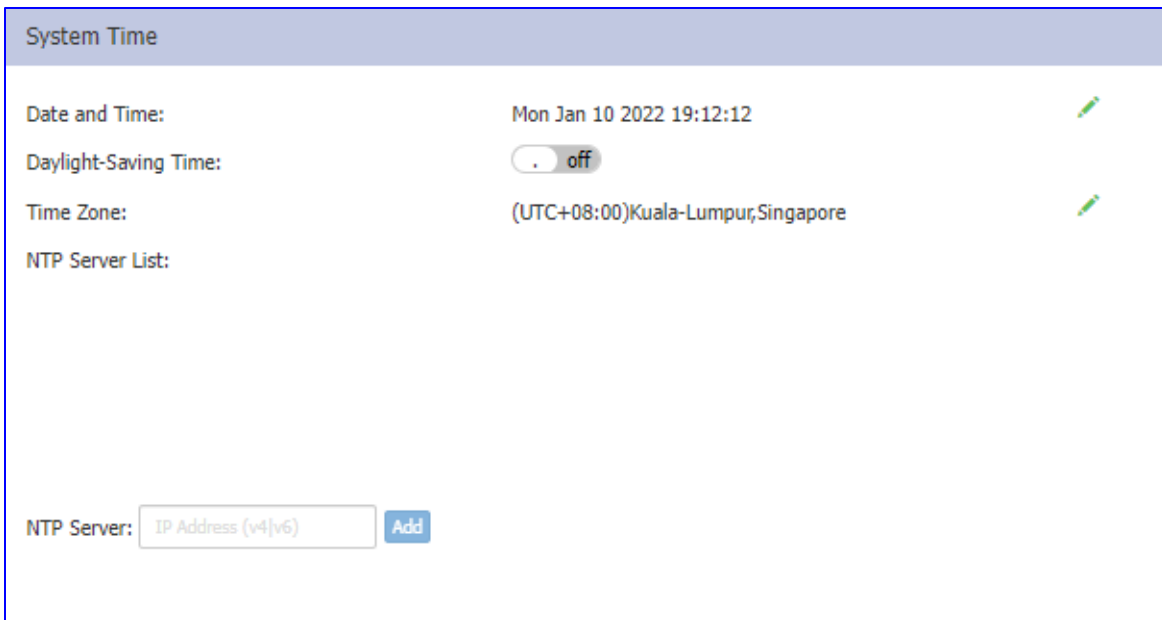 System Time
Date and Time: Mon Jan 10 2022 19:12:12
Daylight-Saving Time: . off
Time Zone: (UTC+08:00)Kuala-Lumpur,Singapore
NTP Server List:
NTP Server: IP Address (v4|v6) Add